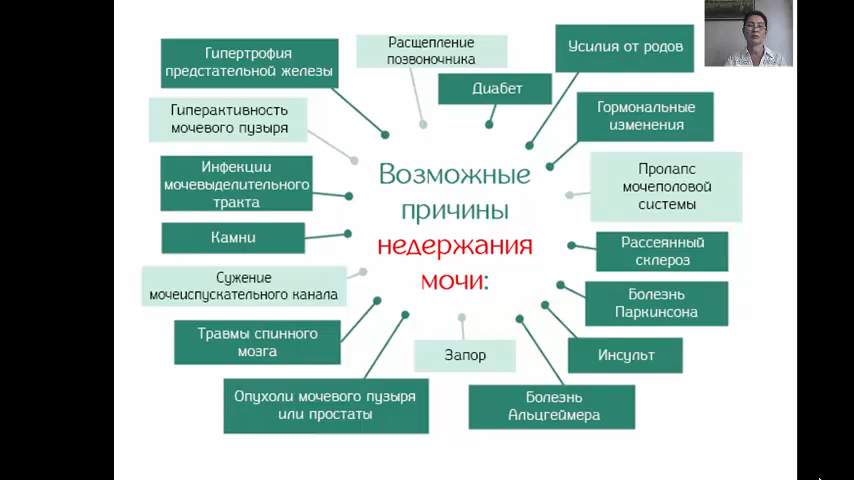 Гипертрофия
предстательной железы
Расщепление
позвоночника
Усилия от родов
Диабет
Гиперактивность
мочевого пузыря
Гормональные
изменения
Инфекции
мочевыделительного
тракта
Возможные
причины
недержания
мочи:
Пролапс
мочеполовой
системы
Камни
Рассеянный
склероз
Сужение
мочеиспускательного канала
Болезнь
Паркинсона
Травмы спинного
мозга
Запор
Инсульт
Опухоли мочевого пузыря
или простаты
Болезнь
Альцгеймера